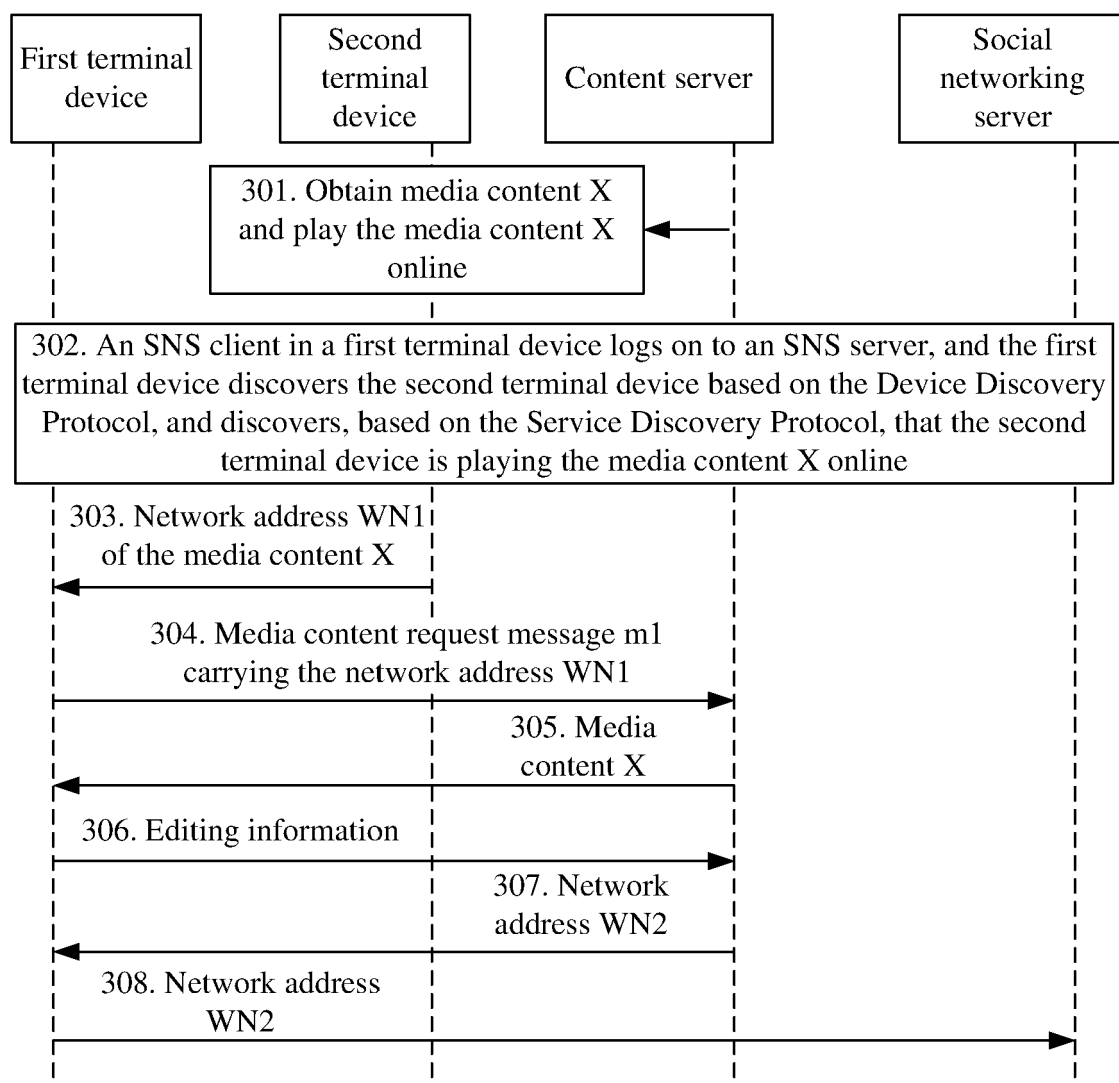 First terminal
device
Second
terminal
device
Content server
Social
networking
server
301. Obtain media content X
and play the media content X
online
302. An SNS client in a first terminal device logs on to an SNS server, and the first
terminal device discovers the second terminal device based on the Device Discovery
Protocol, and discovers, based on the Service Discovery Protocol, that the second
terminal device is playing the media content X online
303. Network address WN1
of the media content X
304. Media content request message m1
carrying the network address WN1
305. Media
content X
306. Editing information
307. Network
address WN2
308. Network address
WN2